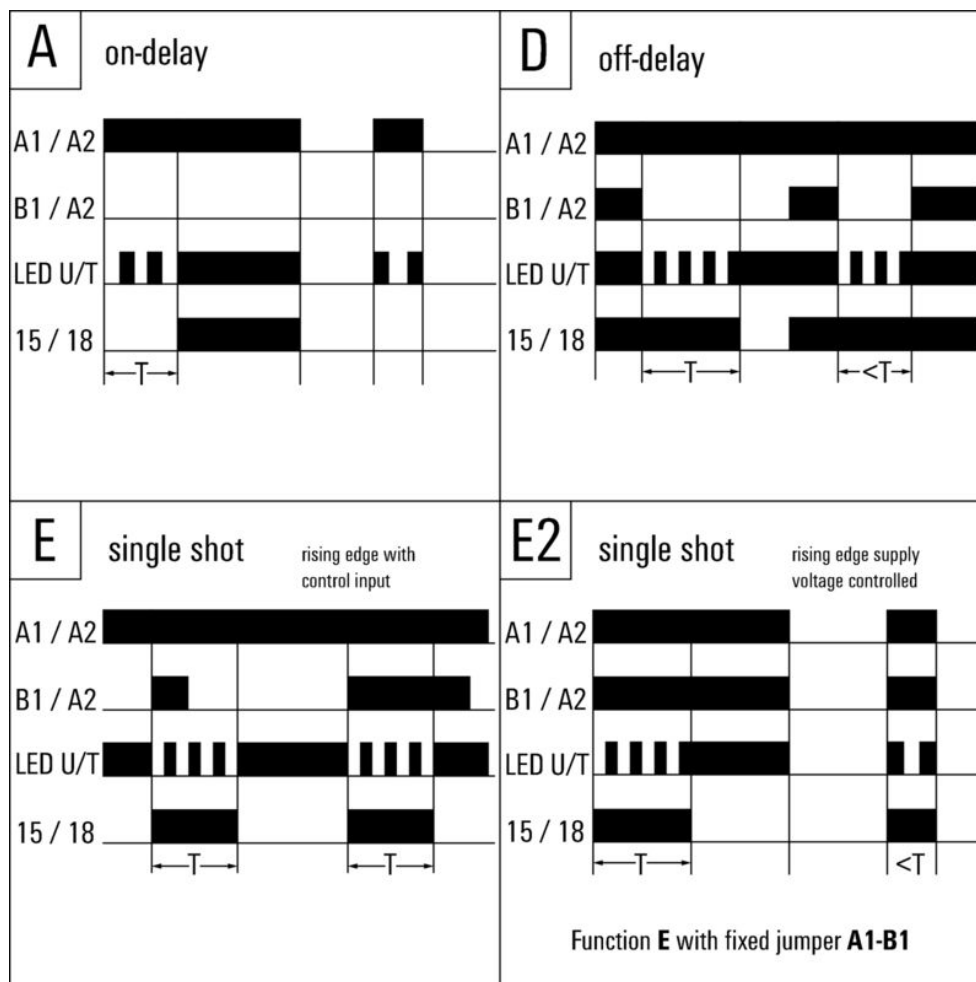 A on-delay
A1 / A2
B1 / A2
LED U/T
15 / 18
T
D off-delay
A1 / A2
B1 / A2
LED U/T
15 / 18
T <T
E single shot rising edge with
control input
A1 / A2
B1 / A2
LED U/T
15 / 18
T T
E2 single shot rising edge supply
voltage controlled
A1 / A2
B1 / A2
LED U/T
15 / 18
T <T
Function E with fixed jumper A1-B1